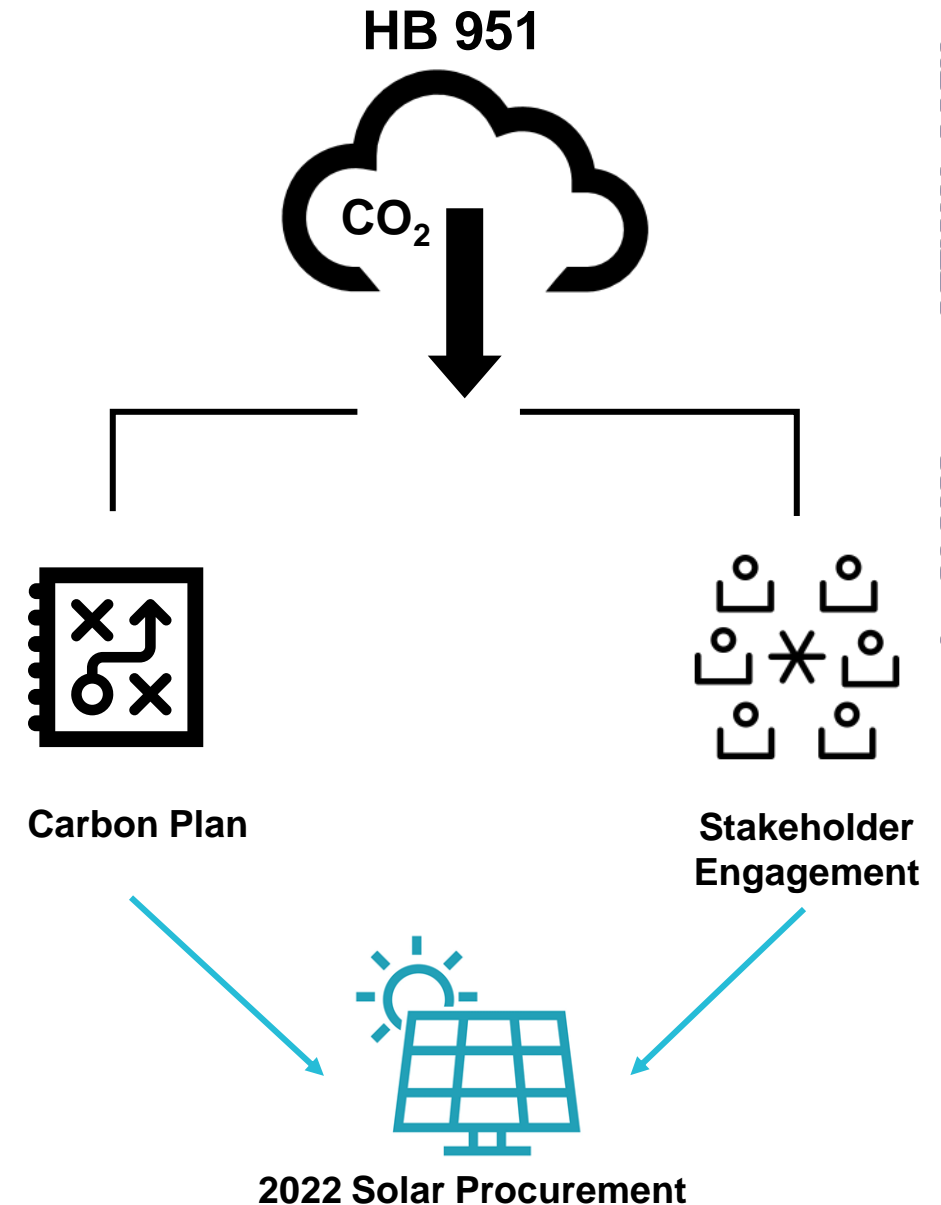 HB 951
CO₂
Carbon Plan
Stakeholder
Engagement
2022 Solar Procurement